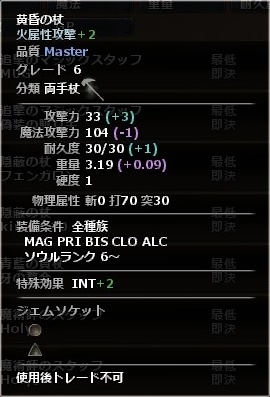 黄昏の杖
火属性攻撃+2
品質 Master
グレード 6
分類 両手杖
攻撃力 33 (+3)
魔法攻撃力 104 (-1)
耐久度 30/30 (+1)
重量 3.19 (+0.09)
硬度 1
物理属性 斬0 打70 突30
装備条件 全種族
MAG PRI BIS CLO ALC
ソウルランク 6～
特殊効果 INT+2
ジェムソケット
使用後トレード不可